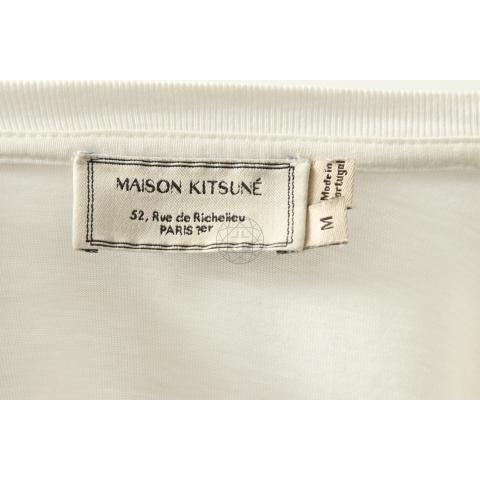 MAISON KITSUNÉ
52, Rue de Richelieu
PARIS 1er
Made in
Portugal
M